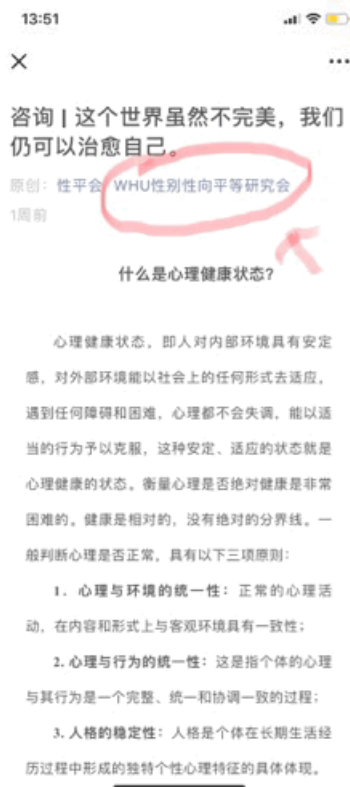 13:51
咨询 | 这个世界虽然不完美，我们
仍可以治愈自己。
原创： 性平会 WHU性别性向平等研究会
1周前
什么是心理健康状态?
心理健康状态，即人对内部环境具有安定
感，对外部环境能以社会上的任何形式去适应，
遇到任何障碍和困难，心理都不会失调，能以适
当的行为予以克服，这种安定、适应的状态就是
心理健康的状态。衡量心理是否绝对健康是非常
困难的。健康是相对的，没有绝对的分界线。一
般判断心理是否正常，具有以下三项原则：
1．心理与环境的统一性：正常的心理活
动，在内容和形式上与客观环境具有一致性；
2. 心理与行为的统一性：这是指个体的心理
与其行为是一个完整、统一和协调一致的过程；
3. 人格的稳定性：人格是个体在长期生活经
历过程中形成的独特个性心理特征的具体体现。